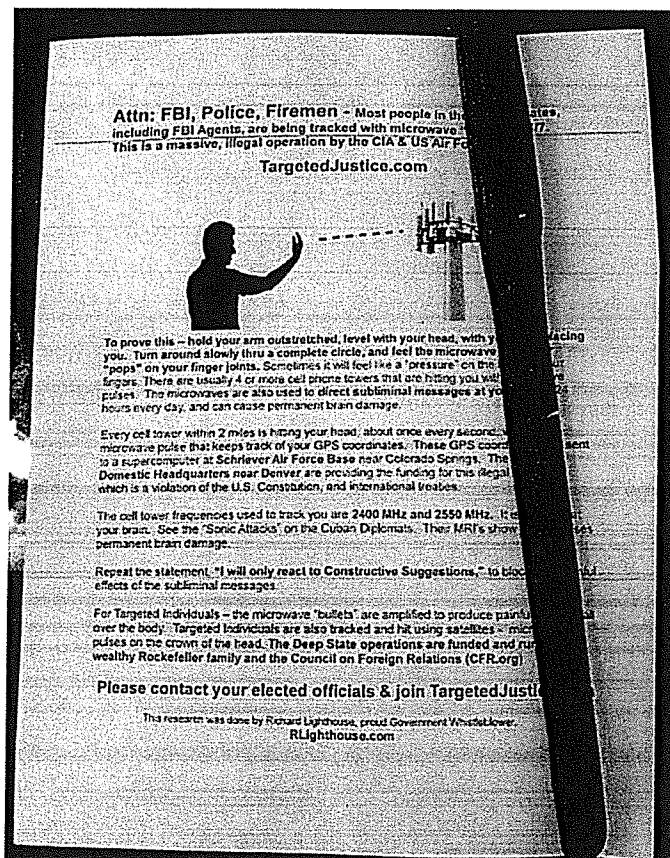 Attn: FBI, Police, Firemen - Most people in the ates,
including FBI Agents, are being tracked with microwave 7.
This is a massive, illegal operation by the CIA & US Air Fo
TargetedJustice.com
To prove this – hold your arm outstretched, level with your head, with y facing
you. Turn around slowly thru a complete circle, and feel the microwave
"pops" on your finger joints. Sometimes it will feel like a "pressure" on the
fingers. There are usually 4 or more cell phone towers that are hitting you wit
pulses. The microwaves are also used to direct subliminal messages at yo
hours every day, and can cause permanent brain damage.
Every cell tower within 2 miles is hitting your head, about once every second,
microwave pulse that keeps track of your GPS coordinates. These GPS coor sent
to a supercomputer at Schriever Air Force Base near Colorado Springs. The
Domestic Headquarters near Denver are providing the funding for this illegal
which is a violation of the U.S. Constitution, and international treaties.
The cell tower frequencies used to track you are 2400 MHz and 2550 MHz. It
your brain. See the "Sonic Attacks" on the Cuban Diplomats. Their MRI's show
permanent brain damage.
Repeat the statement, "I will only react to Constructive Suggestions," to bloc
effects of the subliminal messages.
For Targeted Individuals – the microwave "bullets" are amplified to produce painfu
over the body. Targeted Individuals are also tracked and hit using satellites – mic
pulses on the crown of the head. The Deep State operations are funded and run
wealthy Rockefeller family and the Council on Foreign Relations (CFR.org)
Please contact your elected officials & join TargetedJusti
This research was done by Richard Lighthouse, proud Government Whistleblower.
RLighthouse.com